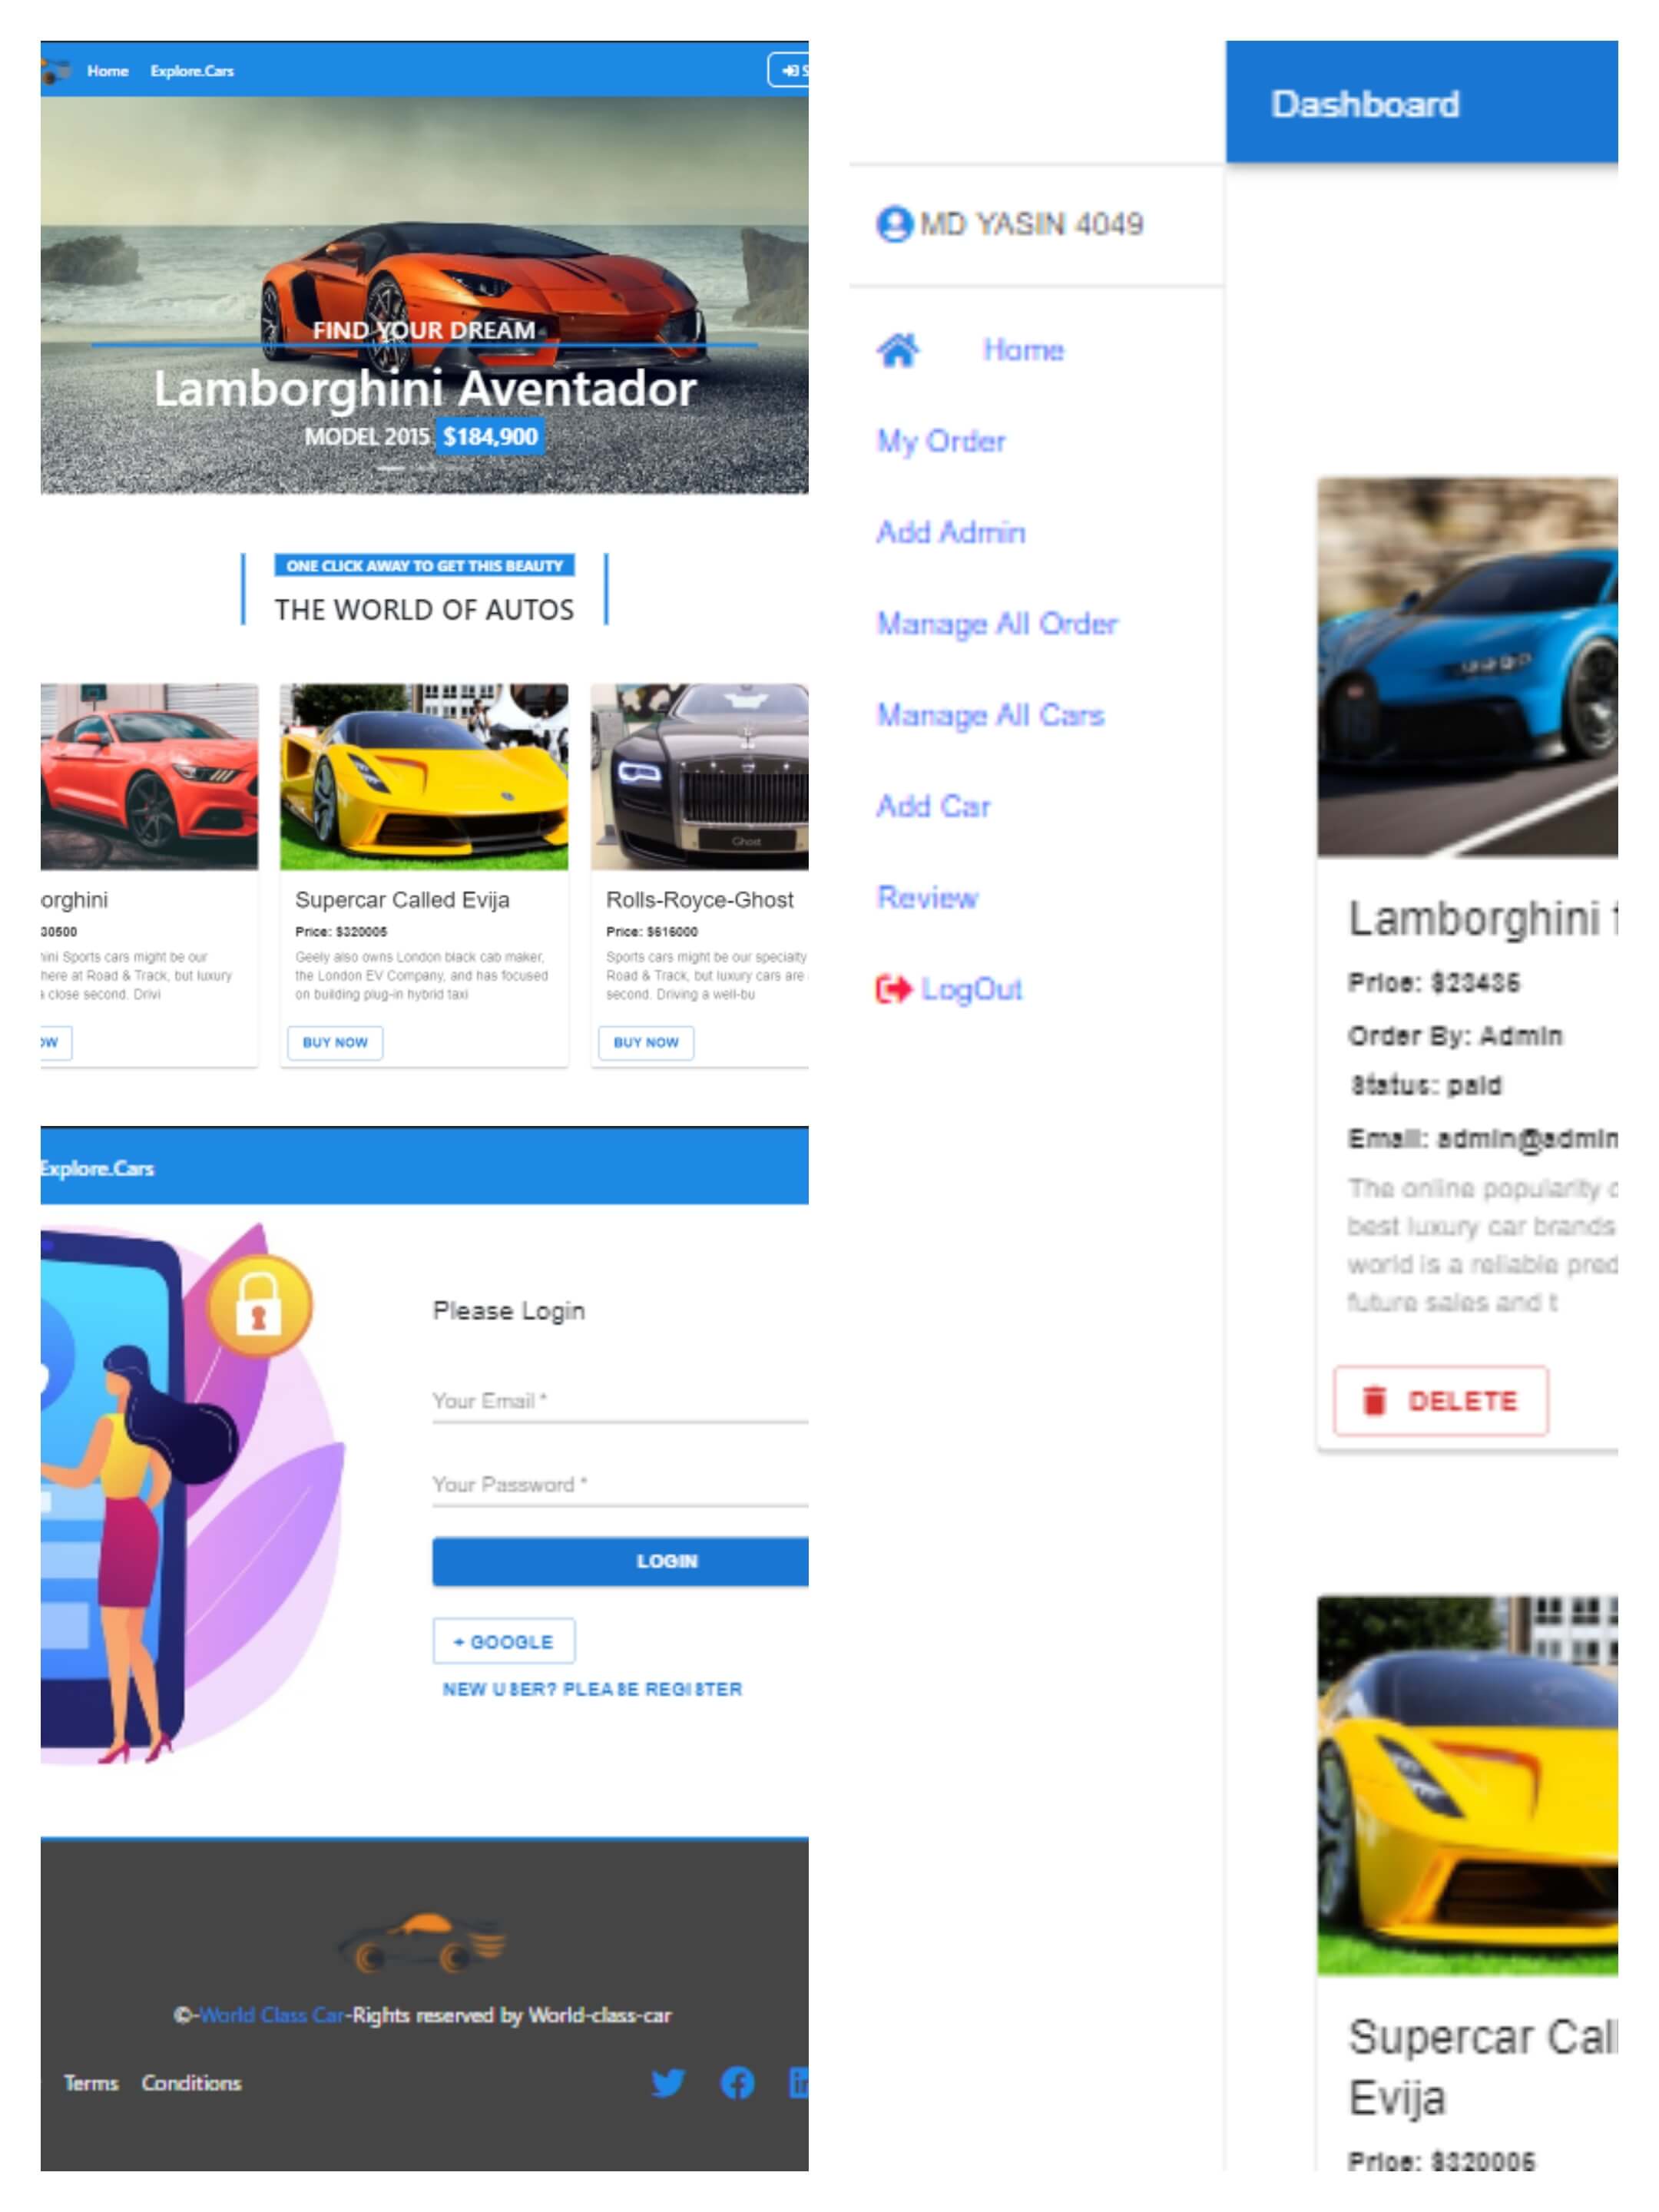 Home Explore.Cars
FIND YOUR DREAM
Lamborghini Aventador
MODEL 2015 $184,900
ONE CLICK AWAY TO GET THIS BEAUTY
THE WORLD OF AUTOS
orghini
30500
nini Sports cars might be our
here at Road & Track, but luxury
a close second. Drivi
OW
Supercar Called Evija
Price: $320005
Geely also owns London black cab maker,
the London EV Company, and has focused
on building plug-in hybrid taxi
BUY NOW
Ghost
Rolls-Royce-Ghost
Price: $616000
Sports cars might be our specialty
Road & Track, but luxury cars are
second. Driving a well-bu
BUY NOW
Explore.Cars
Please Login
Your Email *
Your Password *
LOGIN
+ GOOGLE
NEW USER? PLEASE REGISTER
©-World Class Car-Rights reserved by World-class-car
Terms Conditions
Dashboard
MD YASIN 4049
Home
My Order
Add Admin
Manage All Order
Manage All Cars
Add Car
Review
LogOut
Lamborghini f
Price: $23435
Order By: Admin
Status: paid
Email: admin@admin
The online popularity o
best luxury car brands
world is a reliable pred
future sales and t
DELETE
Supercar Call
Evija
Price: $320005